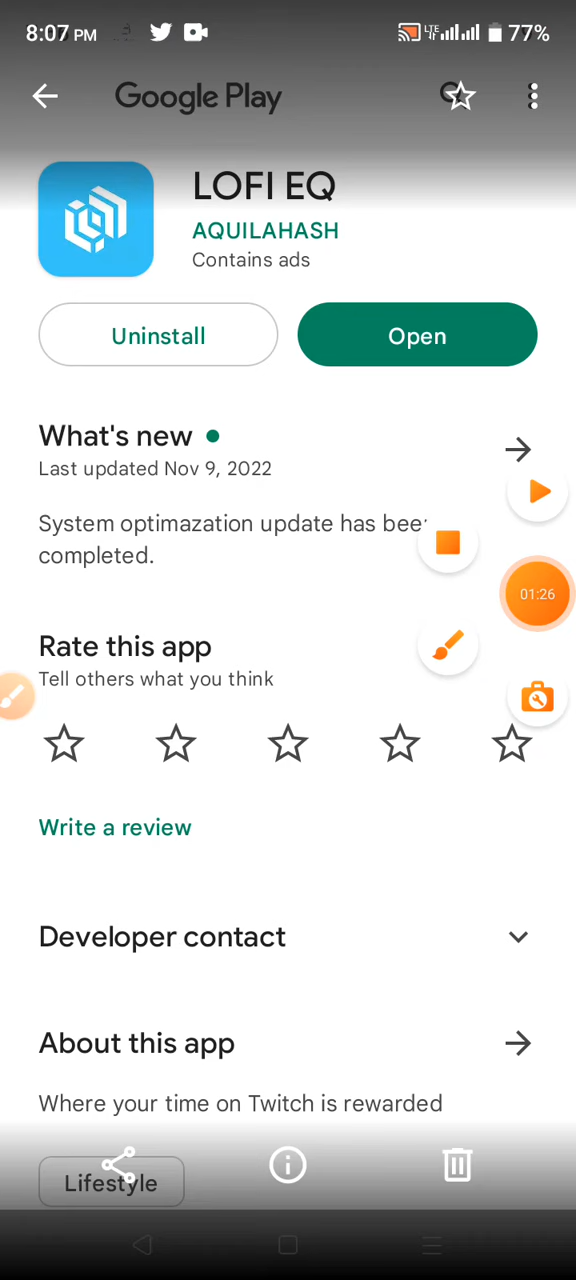 8:07 PM
LTE
77%
Google Play
LOFI EQ
AQUILAHASH
Contains ads
Uninstall
Open
What's new
Last updated Nov 9, 2022
System optimazation update has been
completed.
01:26
Rate this app
Tell others what you think
Write a review
Developer contact
About this app
Where your time on Twitch is rewarded
Lifestyle